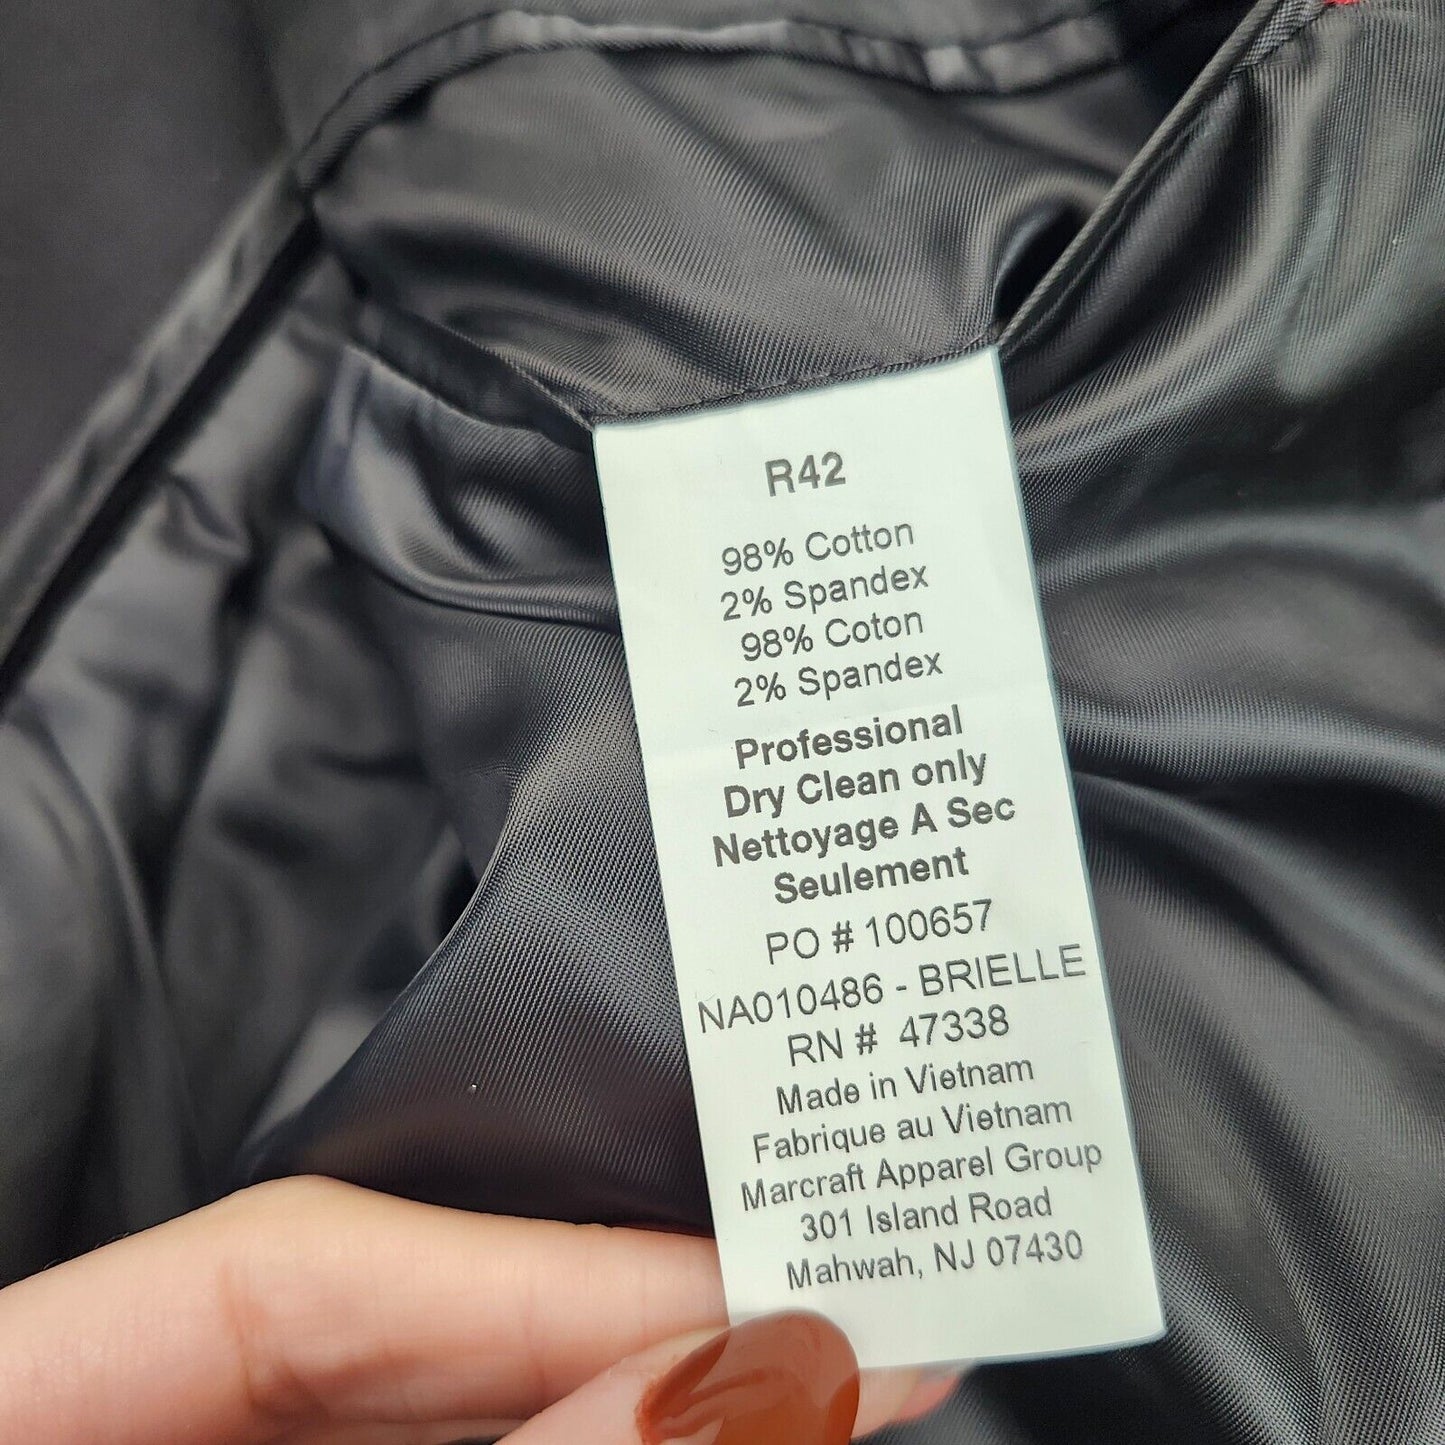 R42
98% Cotton
2% Spandex
98% Coton
2% Spandex
Professional
Dry Clean only
Nettoyage A Sec
Seulement
PO # 100657
NA010486 - BRIELLE
RN # 47338
Made in Vietnam
Fabrique au Vietnam
Marcraft Apparel Group
301 Island Road
Mahwah, NJ 07430